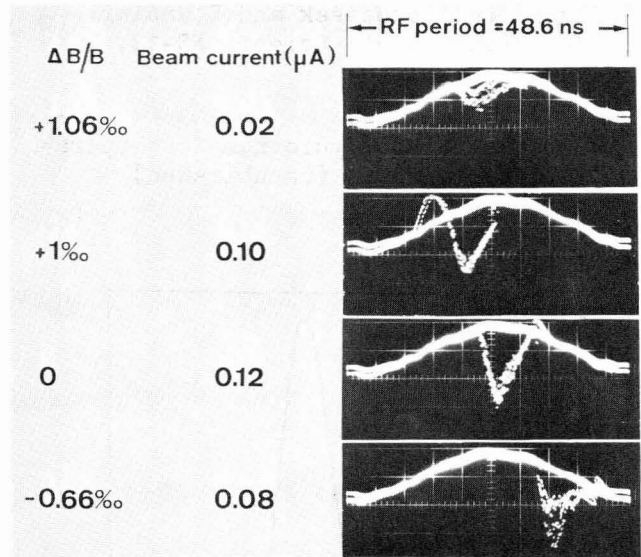 RF period =48.6 ns
ΔB/B Beam current(μA)
+1.06‰ 0.02
+1‰ 0.10
0 0.12
-0.66‰ 0.08